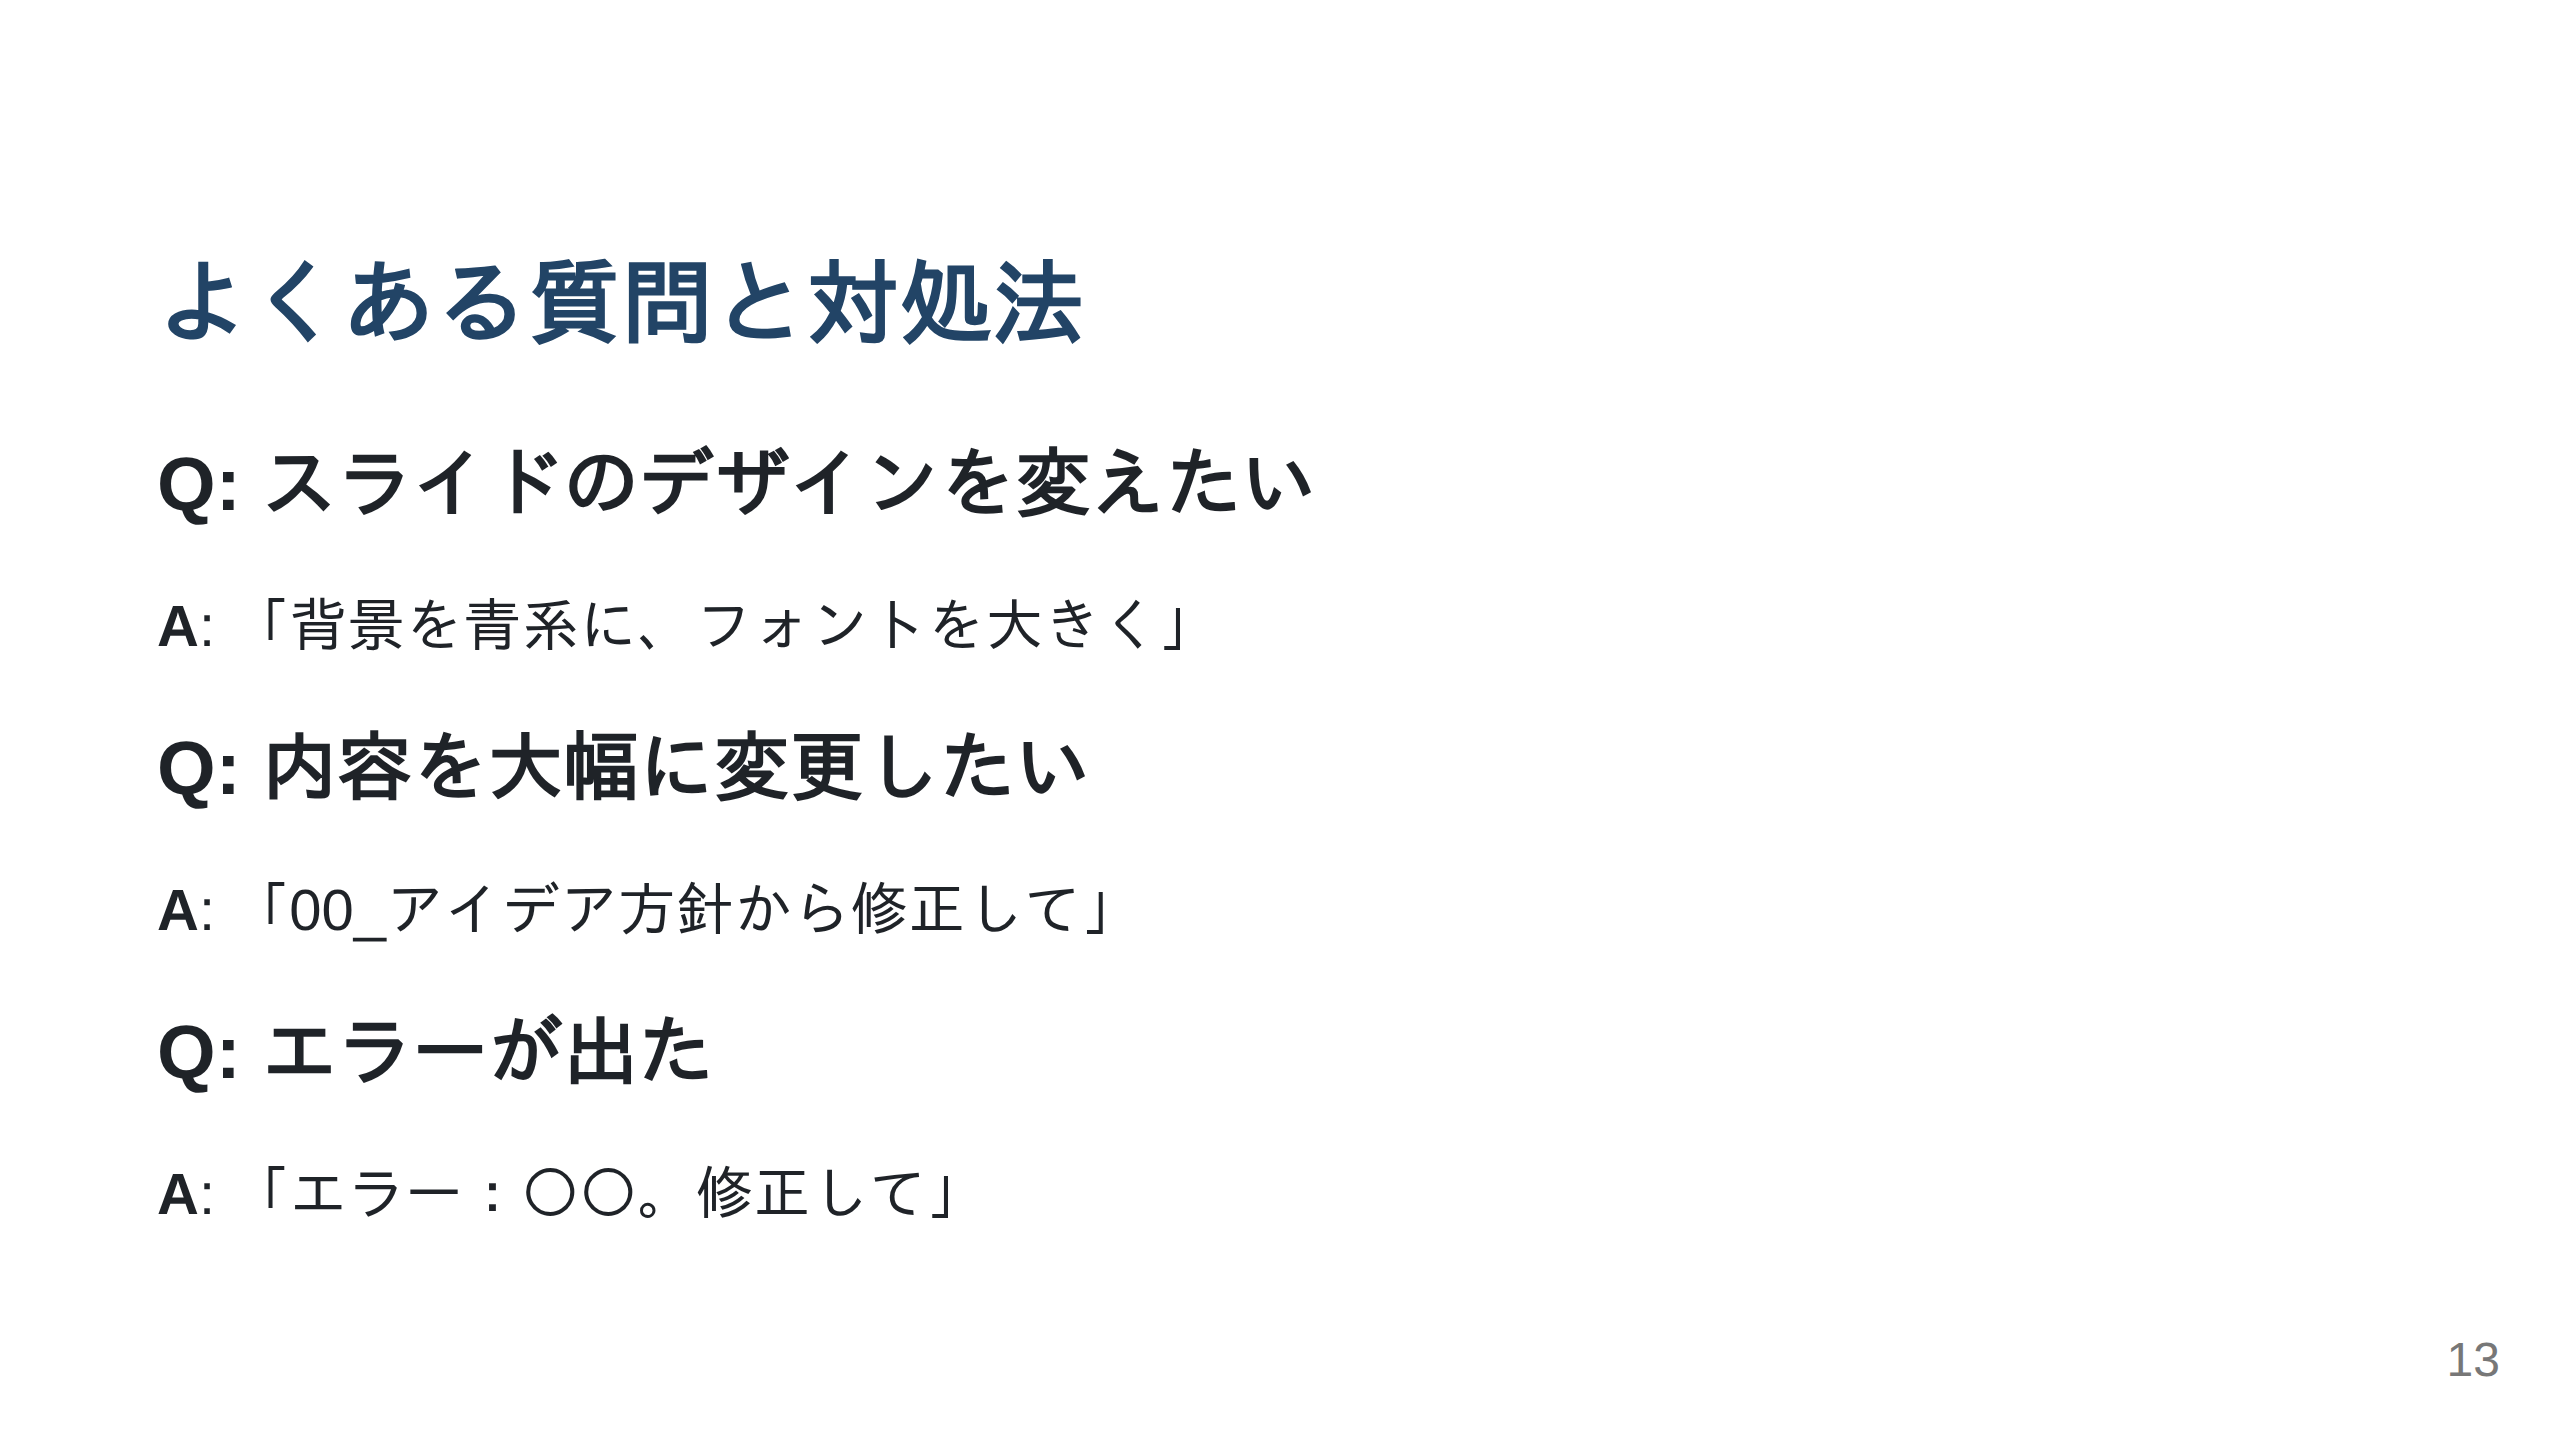 よくある質問と対処法
Q: スライドのデザインを変えたい
A: 「背景を青系に、フォントを大きく」
Q: 内容を大幅に変更したい
A: 「00_アイデア方針から修正して」
Q: エラーが出た
A: 「エラー：〇〇。修正して」
13